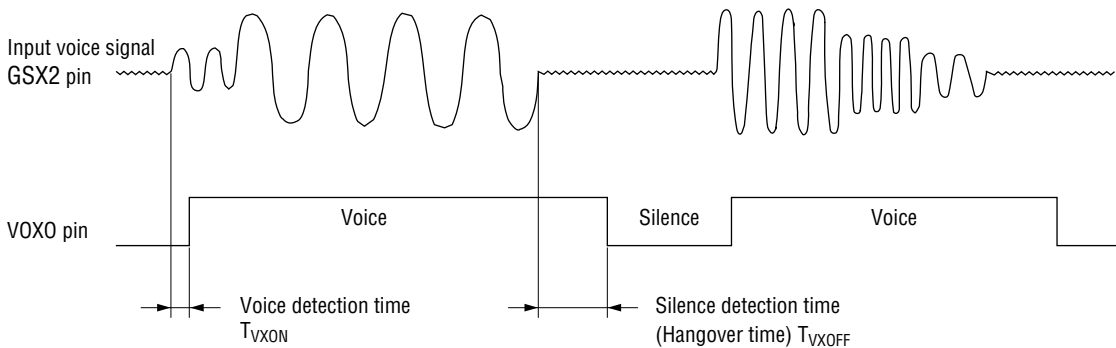 Input voice signal
GSX2 pin
VOXO pin
Voice
Silence
Voice
Voice detection time
TVXON
Silence detection time
(Hangover time) TVXOFF